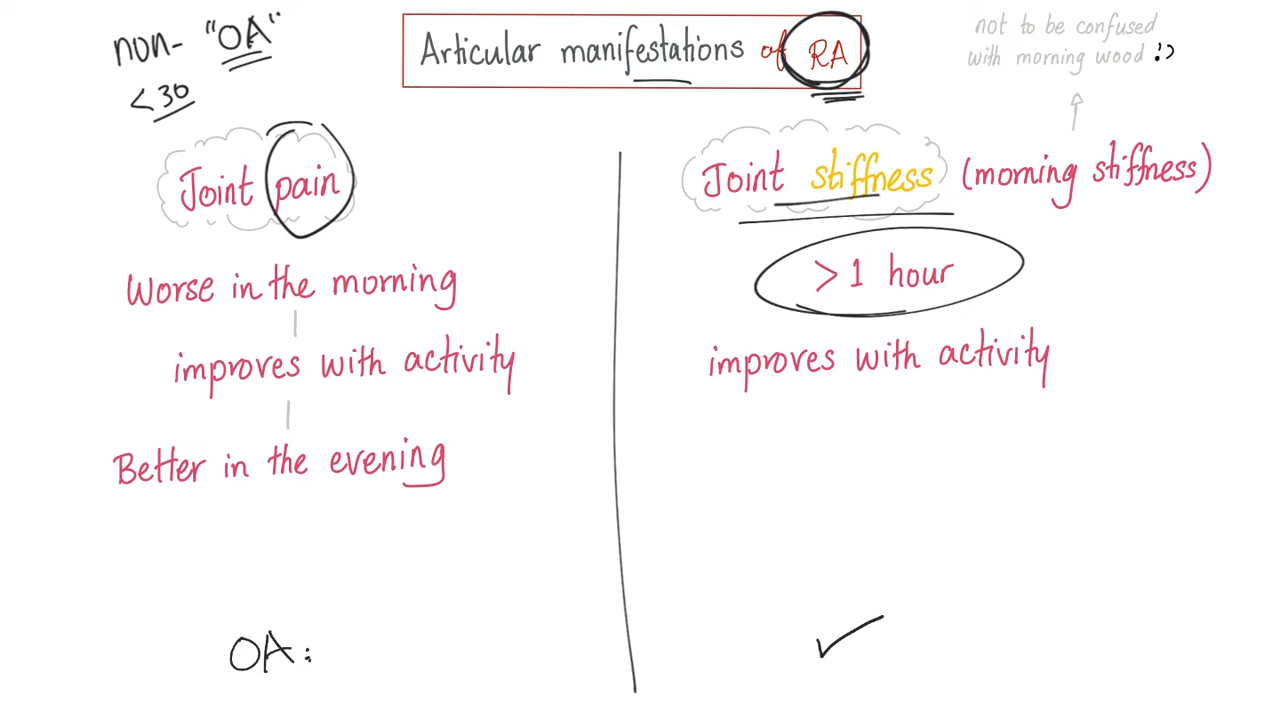 non- "OA"
< 30
Articular manifestations of RA
not to be confused
with morning wood :)
Joint pain
Worse in the morning
improves with activity
Better in the evening
OA:
Joint stiffness (morning stiffness)
> 1 hour
improves with activity